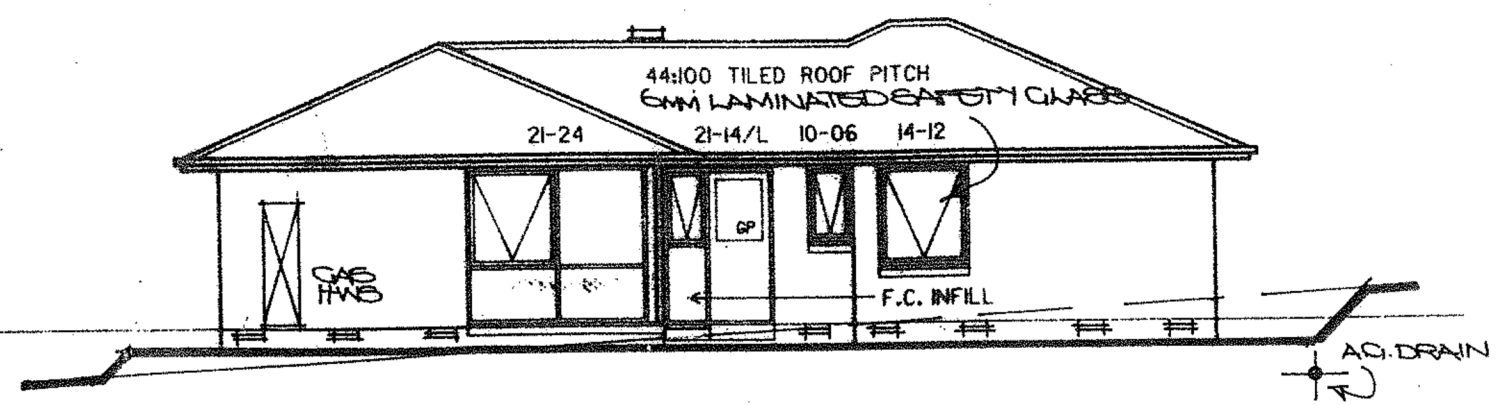 44:100 TILED ROOF PITCH
6mm LAMINATED SAFETY GLASS
21-24 21-14/L 10-06 14-12
GP
GAS
HWS
F.C. INFILL
A.G. DRAIN